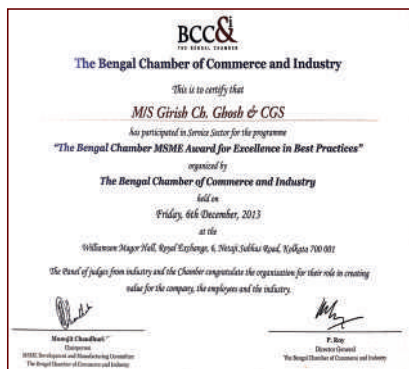 BCC&i
THE BENGAL CHAMBER
The Bengal Chamber of Commerce and Industry
This is to certify that
M/S Girish Ch. Ghosh & CGS
has participated in Service Sector for the programme
"The Bengal Chamber MSME Award for Excellence in Best Practices"
organized by
The Bengal Chamber of Commerce and Industry
held on
Friday, 6th December, 2013
at the
Williamson Magor Hall, Royal Exchange, 6, Netaji Subhas Road, Kolkata 700 001
The Panel of judges from industry and the Chamber congratulate the organization for their role in creating
value for the company, the employees and the industry.
Manojit Chaudhuri
Chairperson
MSME Development and Manufacturing Committee
The Bengal Chamber of Commerce and Industry
P. Roy
Director General
The Bengal Chamber of Commerce and Industry